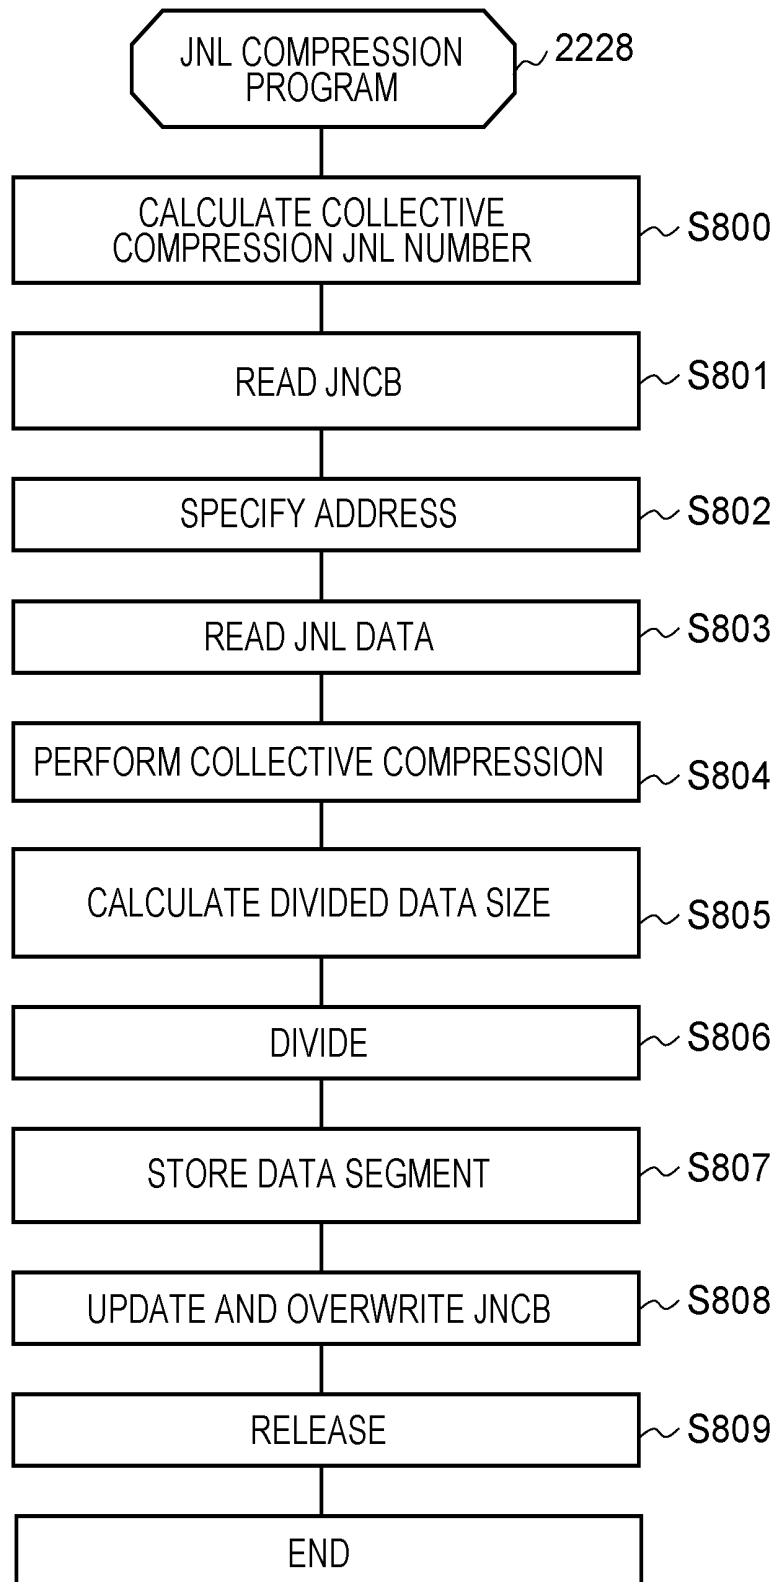 JNL COMPRESSION
PROGRAM
2228
CALCULATE COLLECTIVE
COMPRESSION JNL NUMBER
S800
READ JNCB
S801
SPECIFY ADDRESS
S802
READ JNL DATA
S803
PERFORM COLLECTIVE COMPRESSION
S804
CALCULATE DIVIDED DATA SIZE
S805
DIVIDE
S806
STORE DATA SEGMENT
S807
UPDATE AND OVERWRITE JNCB
S808
RELEASE
S809
END